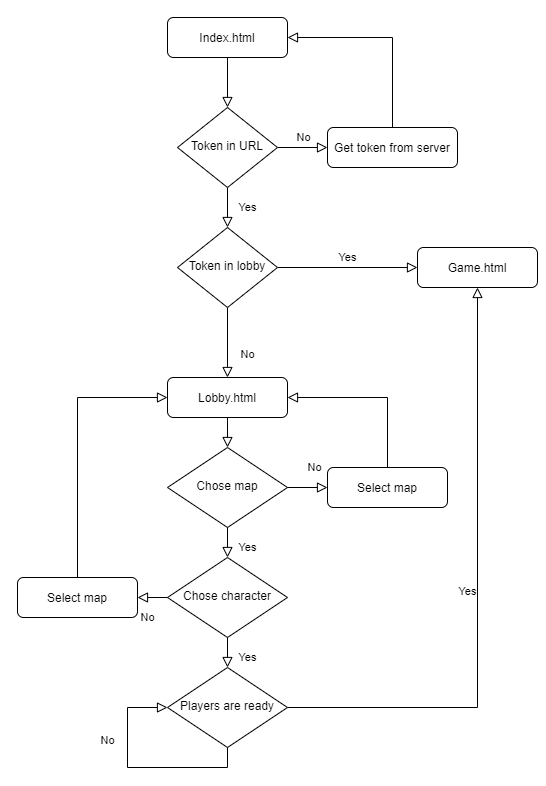 Index.html
Token in URL
No
Get token from server
Yes
Token in lobby
Yes
Game.html
No
Lobby.html
Chose map
No
Select map
Yes
Chose character
Select map
No
Yes
Yes
Players are ready
No